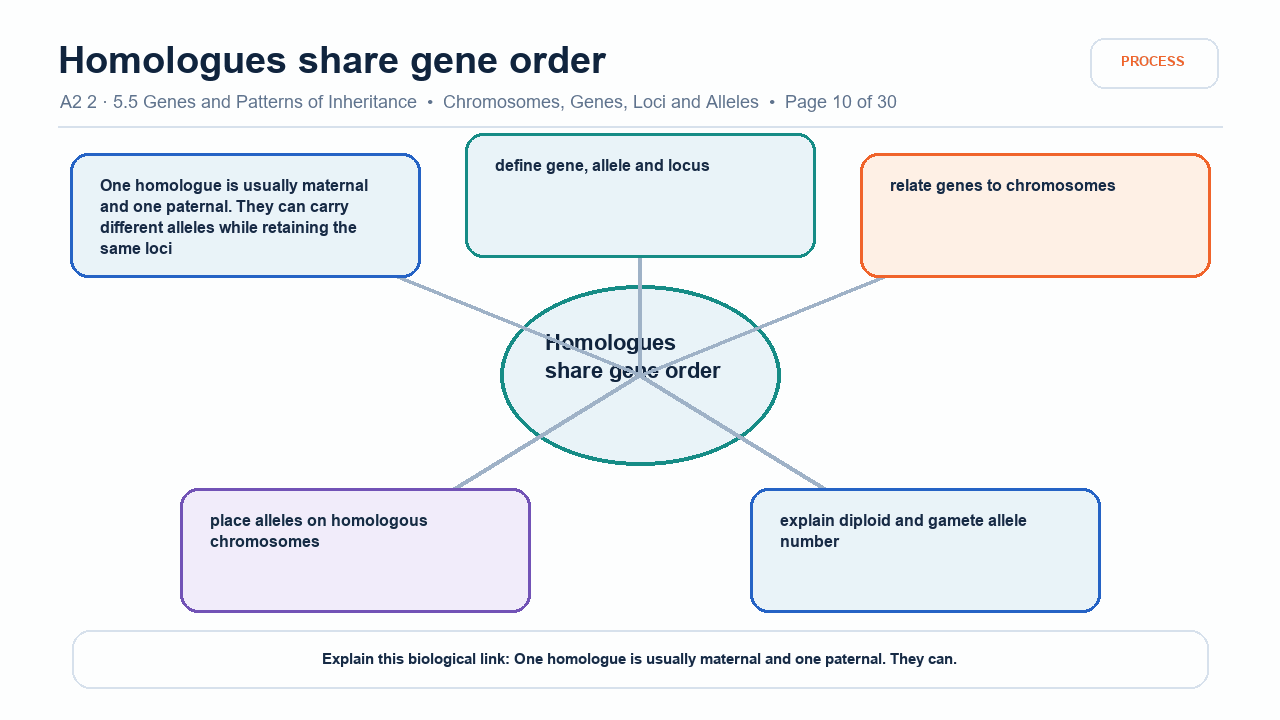 Homologues share gene order
PROCESS
A2 2 · 5.5 Genes and Patterns of Inheritance • Chromosomes, Genes, Loci and Alleles • Page 10 of 30
One homologue is usually maternal
and one paternal. They can carry
different alleles while retaining the
same loci
define gene, allele and locus
relate genes to chromosomes
Homologues
share gene order
place alleles on homologous
chromosomes
explain diploid and gamete allele
number
Explain this biological link: One homologue is usually maternal and one paternal. They can.